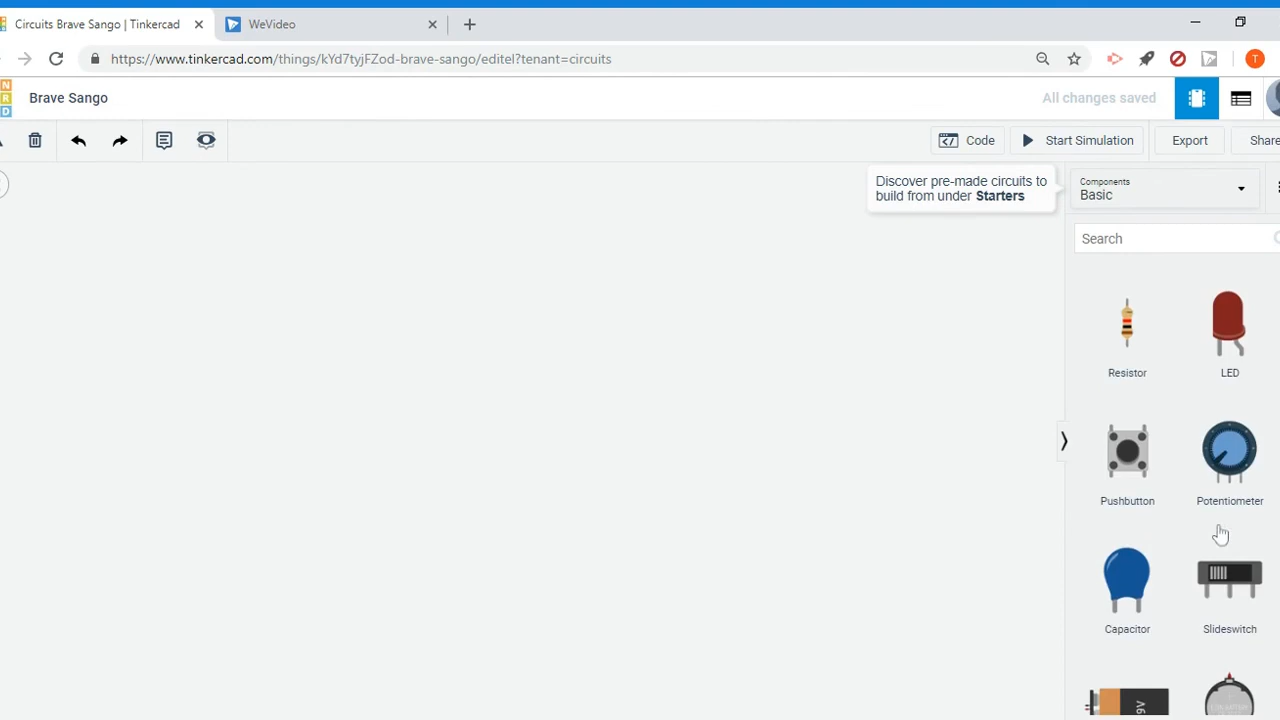 Circuits Brave Sango | Tinkercad
WeVideo
https://www.tinkercad.com/things/kYd7tyjFZod-brave-sango/editel?tenant=circuits
T
N
R
D
Brave Sango
All changes saved
Code
Start Simulation
Export
Share
Discover pre-made circuits to
build from under Starters
Components
Basic
Search
Resistor
LED
Pushbutton
Potentiometer
Capacitor
Slideswitch
9V